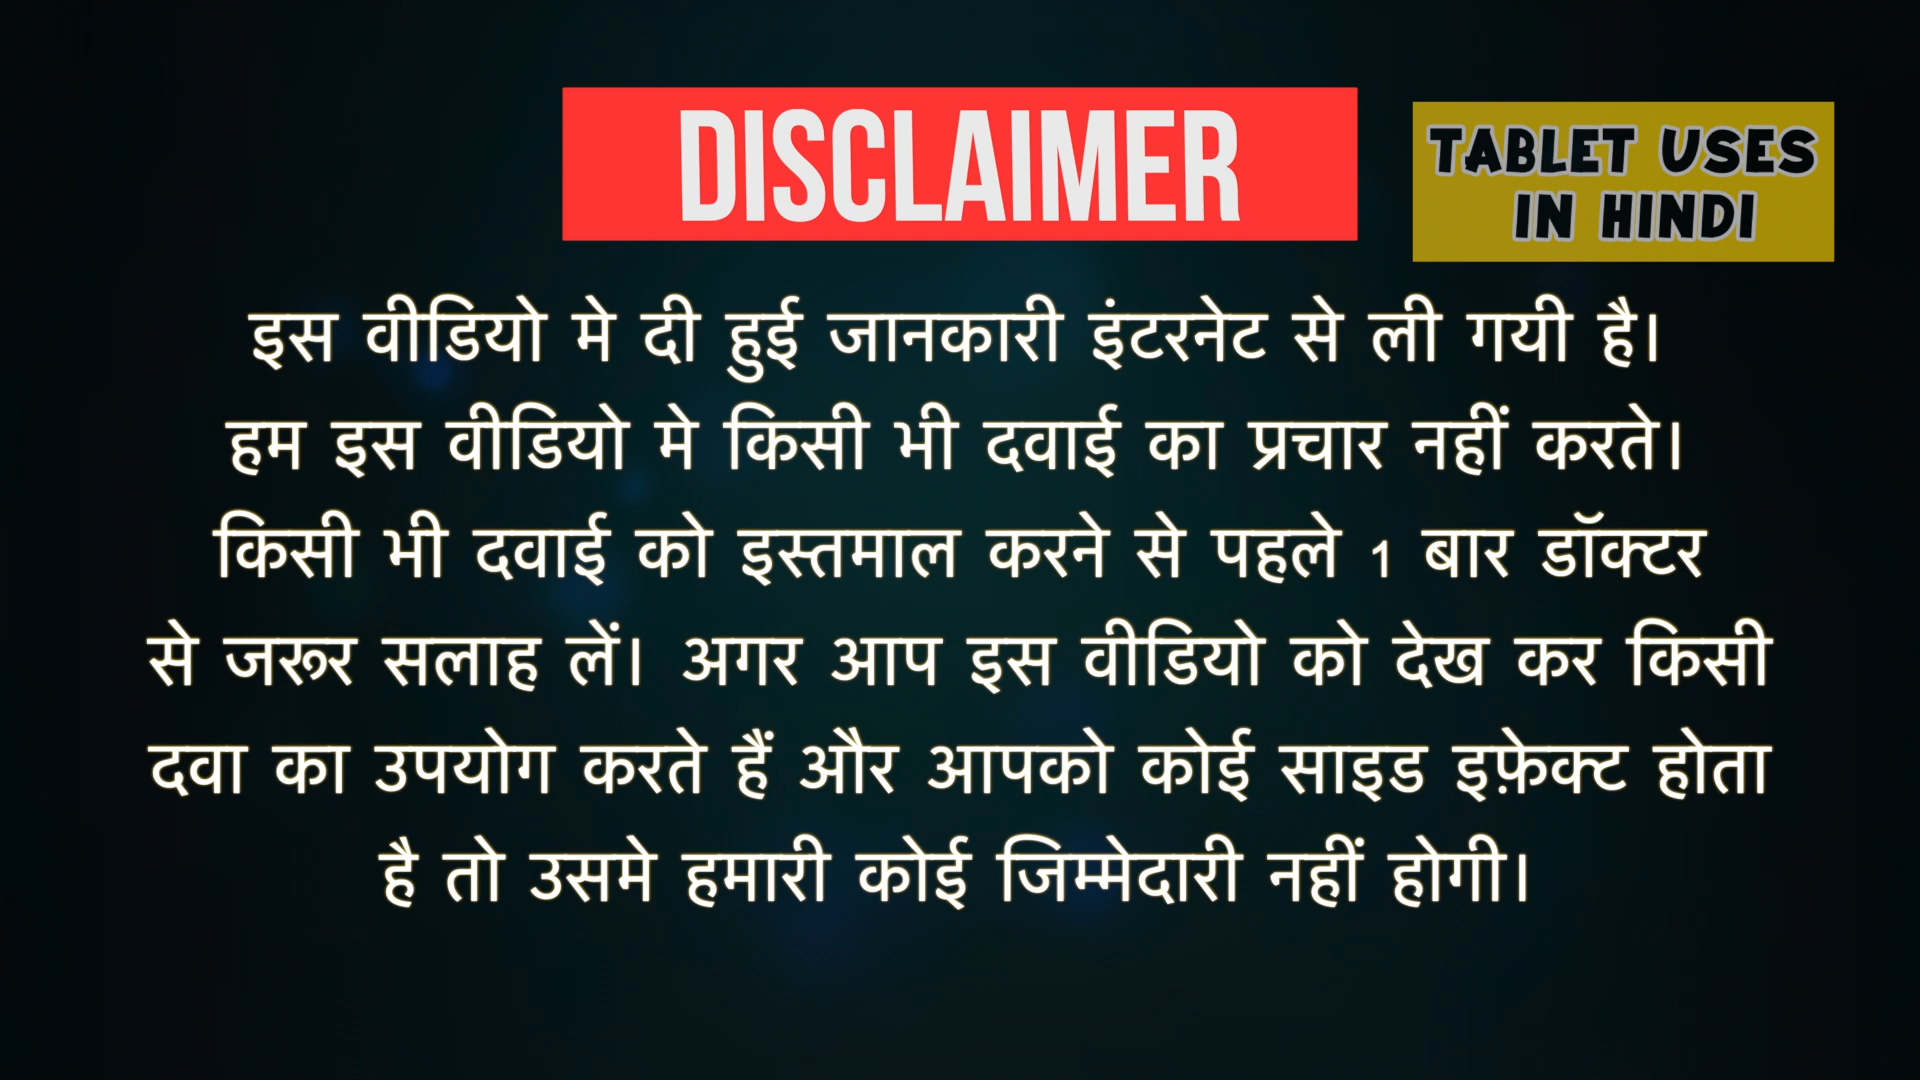 DISCLAIMER
TABLET USES
IN HINDI
इस वीडियो मे दी हुई जानकारी इंटरनेट से ली गयी है।
हम इस वीडियो मे किसी भी दवाई का प्रचार नहीं करते।
किसी भी दवाई को इस्तमाल करने से पहले 1 बार डॉक्टर
से जरूर सलाह लें। अगर आप इस वीडियो को देख कर किसी
दवा का उपयोग करते हैं और आपको कोई साइड इफ़ेक्ट होता
है तो उसमे हमारी कोई जिम्मेदारी नहीं होगी।